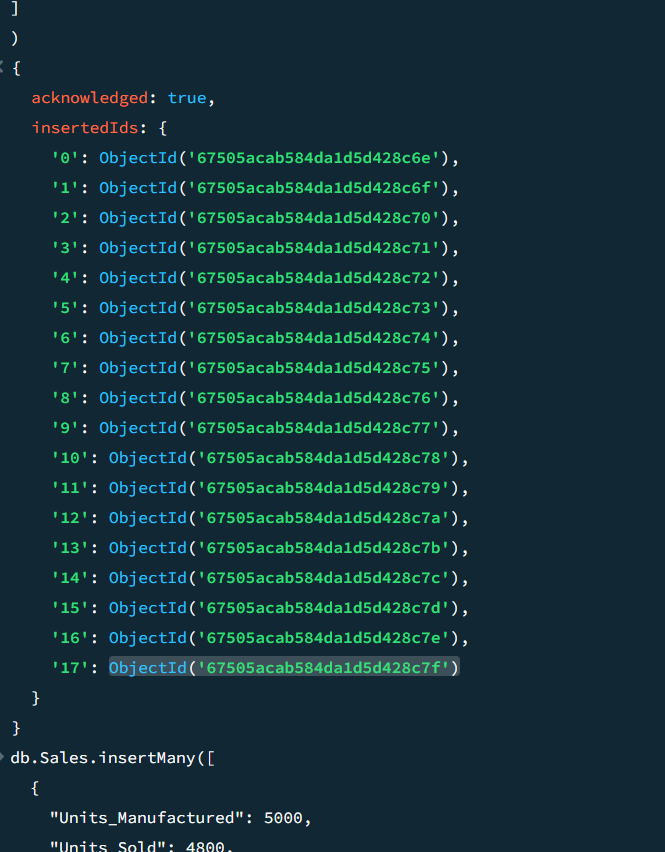 ]
)
{
acknowledged: true,
insertedIds: {
'0': ObjectId('67505acab584da1d5d428c6e'),
'1': ObjectId('67505acab584da1d5d428c6f'),
'2': ObjectId('67505acab584da1d5d428c70'),
'3': ObjectId('67505acab584da1d5d428c71'),
'4': ObjectId('67505acab584da1d5d428c72'),
'5': ObjectId('67505acab584da1d5d428c73'),
'6': ObjectId('67505acab584da1d5d428c74'),
'7': ObjectId('67505acab584da1d5d428c75'),
'8': ObjectId('67505acab584da1d5d428c76'),
'9': ObjectId('67505acab584da1d5d428c77'),
'10': ObjectId('67505acab584da1d5d428c78'),
'11': ObjectId('67505acab584da1d5d428c79'),
'12': ObjectId('67505acab584da1d5d428c7a'),
'13': ObjectId('67505acab584da1d5d428c7b'),
'14': ObjectId('67505acab584da1d5d428c7c'),
'15': ObjectId('67505acab584da1d5d428c7d'),
'16': ObjectId('67505acab584da1d5d428c7e'),
'17': ObjectId('67505acab584da1d5d428c7f')
}
}
db.Sales.insertMany([
{
"Units_Manufactured": 5000,
"Units_Sold": 4800,